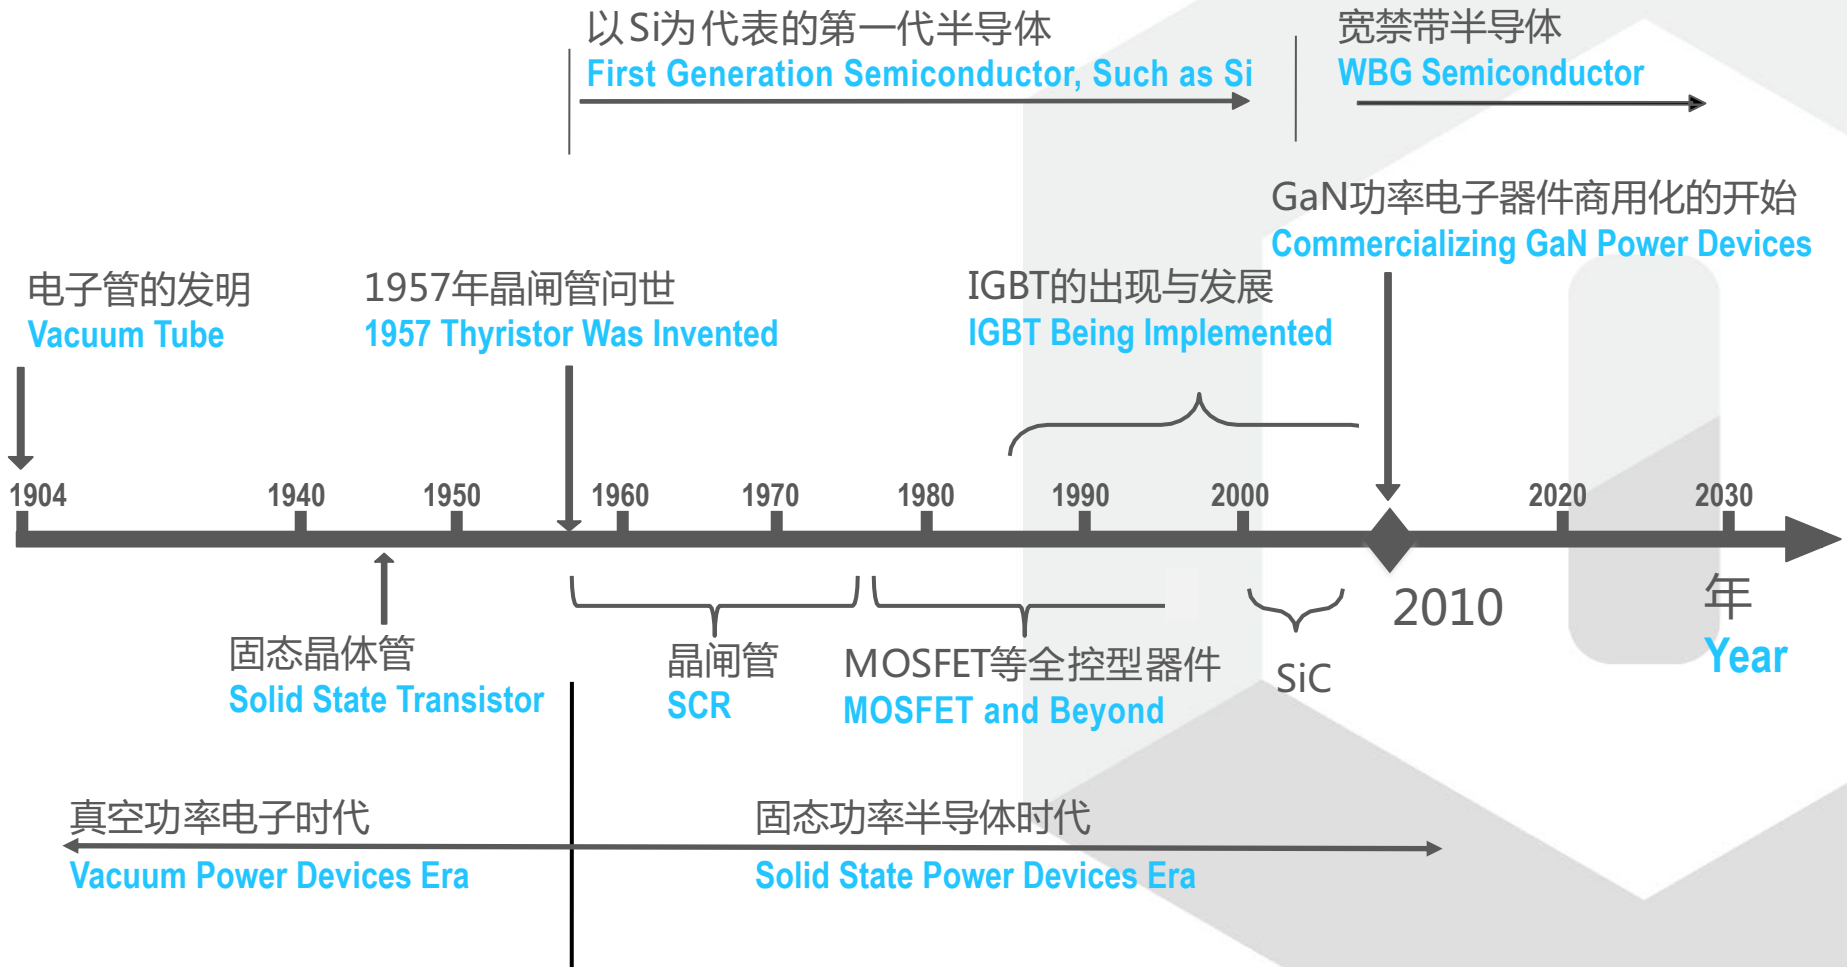 以Si为代表的第一代半导体
First Generation Semiconductor, Such as Si
宽禁带半导体
WBG Semiconductor
GaN功率电子器件商用化的开始
Commercializing GaN Power Devices
电子管的发明
Vacuum Tube
1957年晶闸管问世
1957 Thyristor Was Invented
IGBT的出现与发展
IGBT Being Implemented
1904 1940 1950 1960 1970 1980 1990 2000 2020 2030
2010
年
Year
固态晶体管
Solid State Transistor
晶闸管
SCR
MOSFET等全控型器件
MOSFET and Beyond
SiC
真空功率电子时代
Vacuum Power Devices Era
固态功率半导体时代
Solid State Power Devices Era